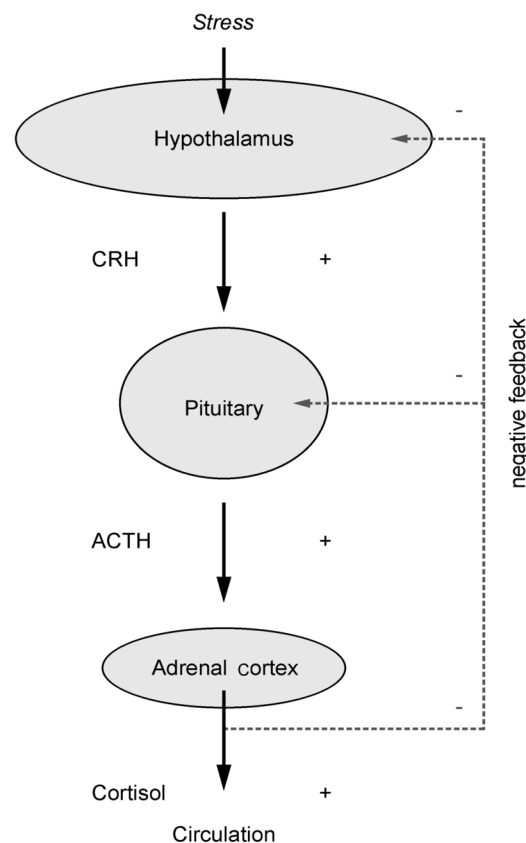 Stress
-
Hypothalamus
CRH +
-
Pituitary
negative feedback
ACTH +
Adrenal cortex
-
Cortisol +
Circulation